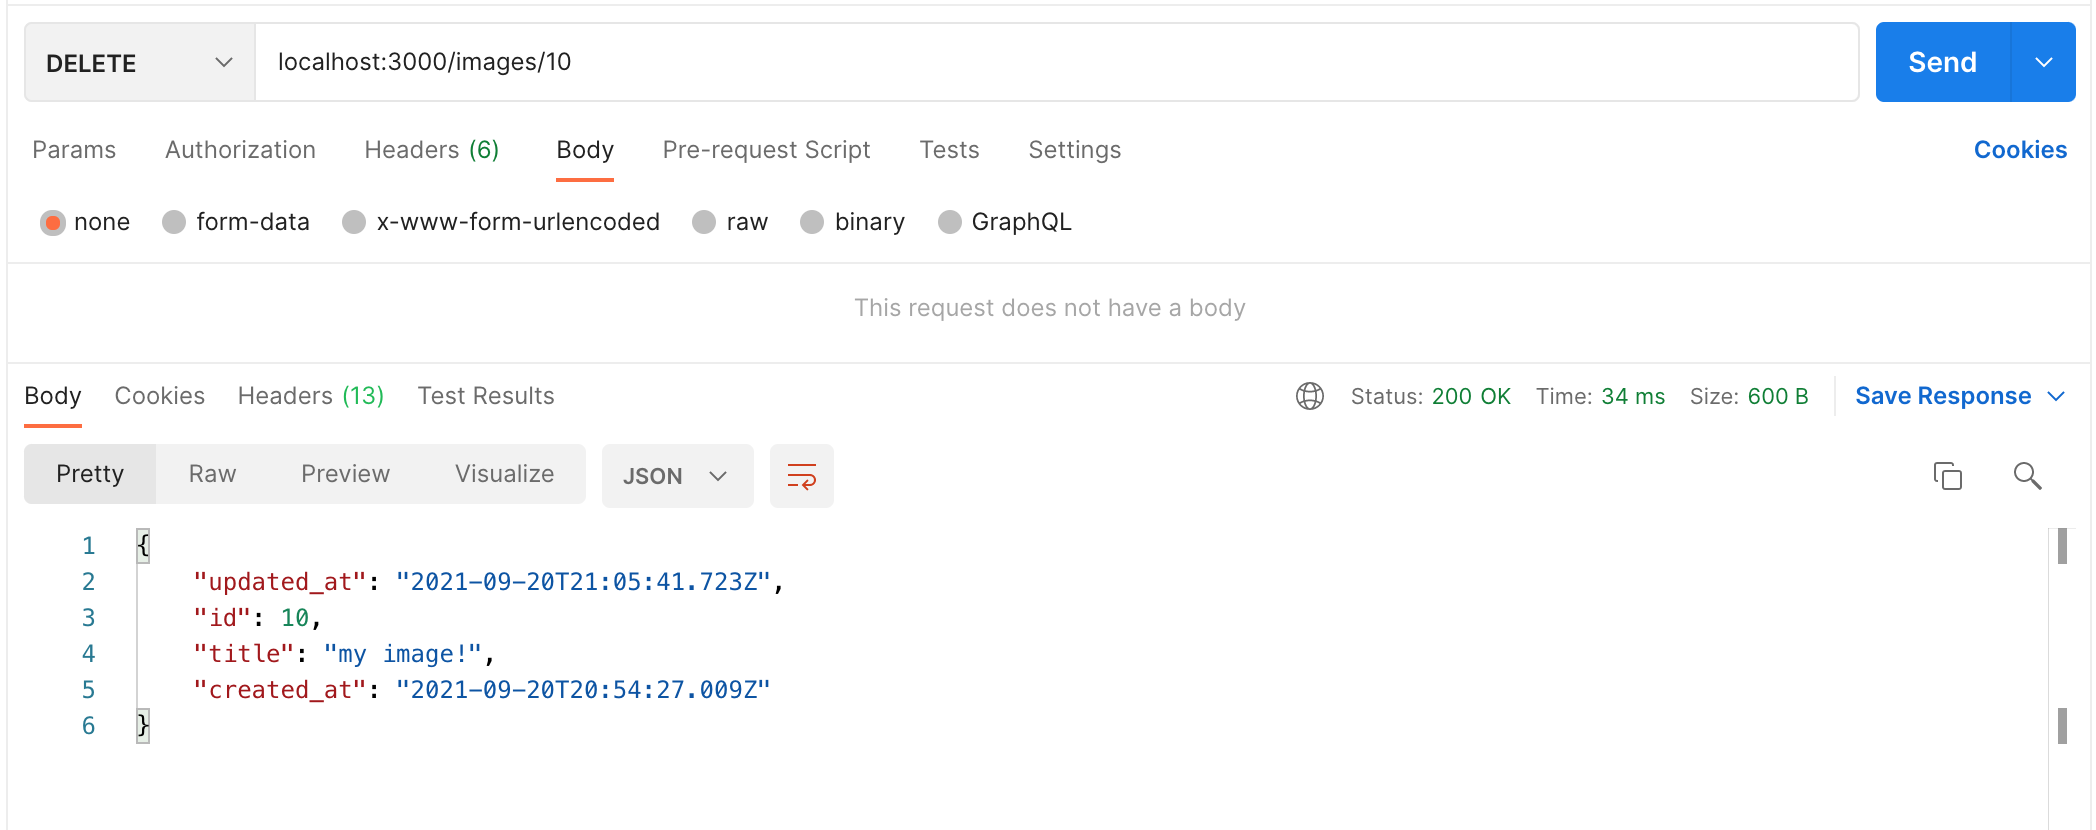 DELETE localhost:3000/images/10 Send
Params Authorization Headers (6) Body Pre-request Script Tests Settings Cookies
none form-data x-www-form-urlencoded raw binary GraphQL
This request does not have a body
Body Cookies Headers (13) Test Results Status: 200 OK Time: 34 ms Size: 600 B Save Response
Pretty Raw Preview Visualize JSON
1 {
2 "updated_at": "2021-09-20T21:05:41.723Z",
3 "id": 10,
4 "title": "my image!",
5 "created_at": "2021-09-20T20:54:27.009Z"
6 }